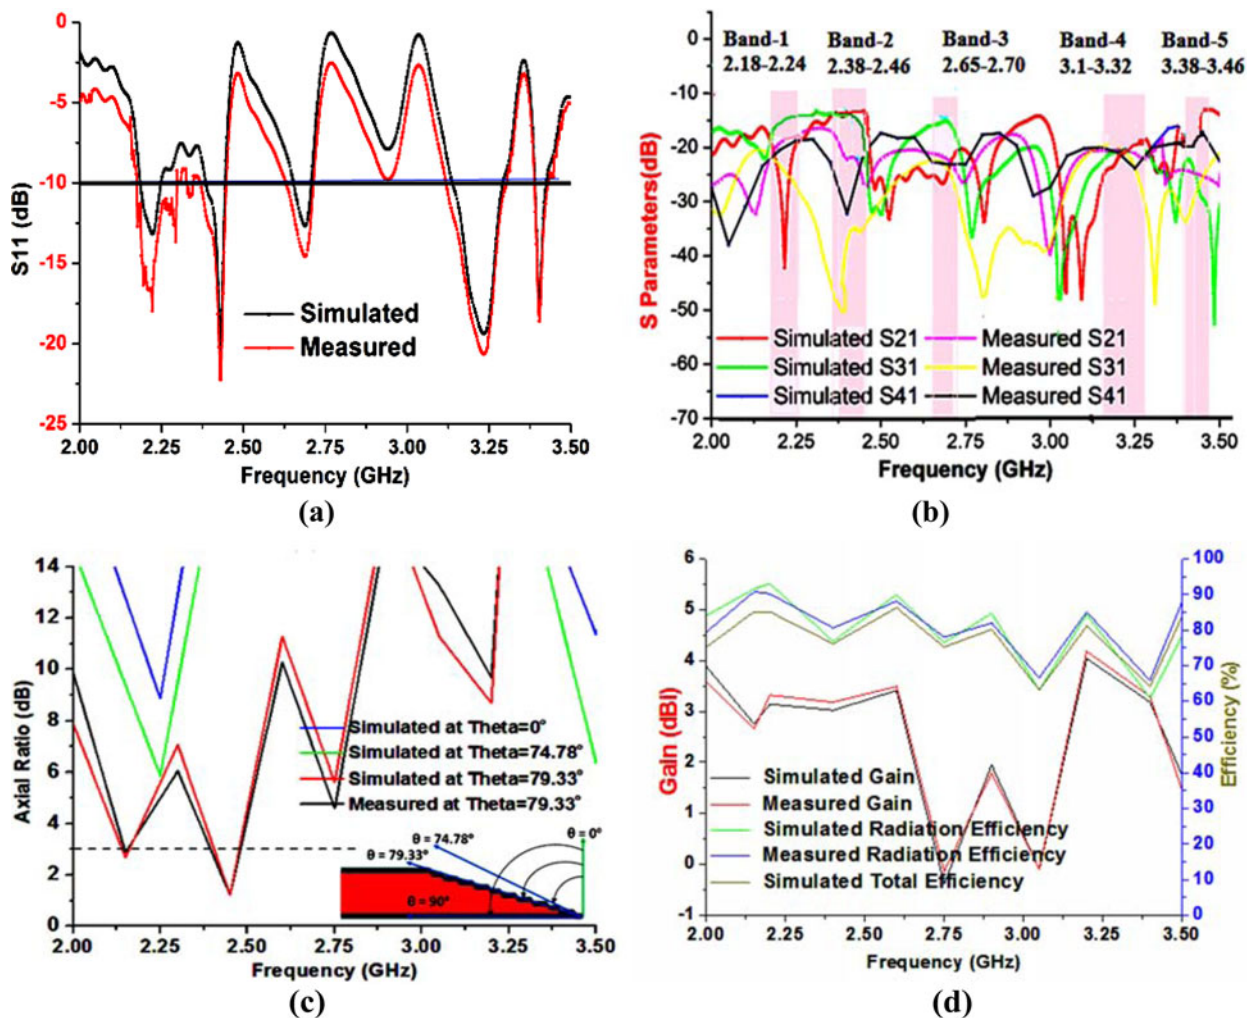 0
-5
-10
-15
-20
-25
S11 (dB)
Simulated
Measured
2.00 2.25 2.50 2.75 3.00 3.25 3.50
Frequency (GHz)
(a)
0
-10
-20
-30
-40
-50
-60
-70
S Parameters(dB)
Band-1 Band-2 Band-3 Band-4 Band-5
2.18-2.24 2.38-2.46 2.65-2.70 3.1-3.32 3.38-3.46
Simulated S21 Measured S21
Simulated S31 Measured S31
Simulated S41 Measured S41
2.00 2.25 2.50 2.75 3.00 3.25 3.50
Frequency (GHz)
(b)
14
12
10
8
6
4
2
0
Axial Ratio (dB)
Simulated at Theta=0°
Simulated at Theta=74.78°
Simulated at Theta=79.33°
Measured at Theta=79.33°
θ = 0°
θ = 74.78°
θ = 79.33°
θ = 90°
2.00 2.25 2.50 2.75 3.00 3.25 3.50
Frequency (GHz)
(c)
6
5
4
3
2
1
0
-1
Gain (dBI)
Simulated Gain
Measured Gain
Simulated Radiation Efficiency
Measured Radiation Efficiency
Simulated Total Efficiency
100
90
80
70
60
50
40
30
20
10
0
Efficiency (%)
2.00 2.25 2.50 2.75 3.00 3.25 3.50
Frequency (GHz)
(d)